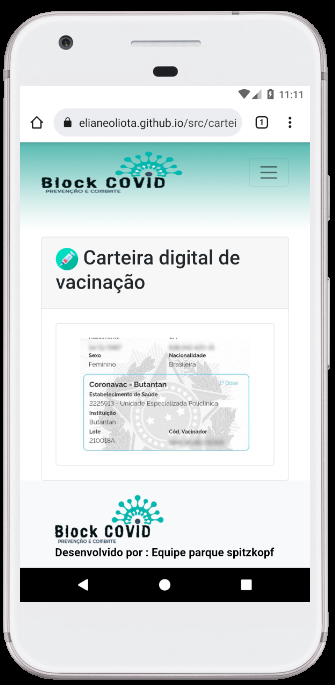 11:11
elianeoliota.github.io/src/cartei
1
Block COVID
PREVENÇÃO E COMBATE
Carteira digital de
vacinação
Sexo Nacionalidade
Feminino Brasileira
Coronavac - Butantan 1ª Dose
Estabelecimento de Saúde
2225913 - Unidade Especializada Policlínica
Instituição
Butantan
Lote Cód. Vacinador
210018A
Block COVID
PREVENÇÃO E COMBATE
Desenvolvido por : Equipe parque spitzkopf